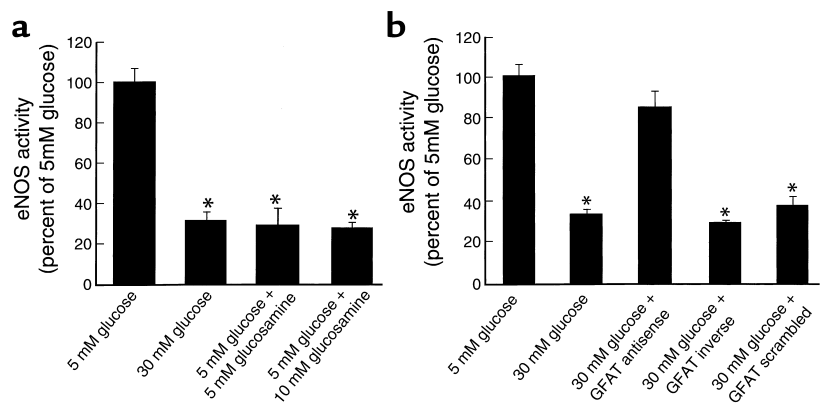 a
eNOS activity
(percent of 5mM glucose)
120
100
80
60
40
20
0
*
*
*
5 mM glucose
30 mM glucose
5 mM glucose +
5 mM glucosamine
5 mM glucose +
10 mM glucosamine
b
eNOS activity
(percent of 5mM glucose)
120
100
80
60
40
20
0
*
*
*
5 mM glucose
30 mM glucose
30 mM glucose +
GFAT antisense
30 mM glucose +
GFAT inverse
30 mM glucose +
GFAT scrambled